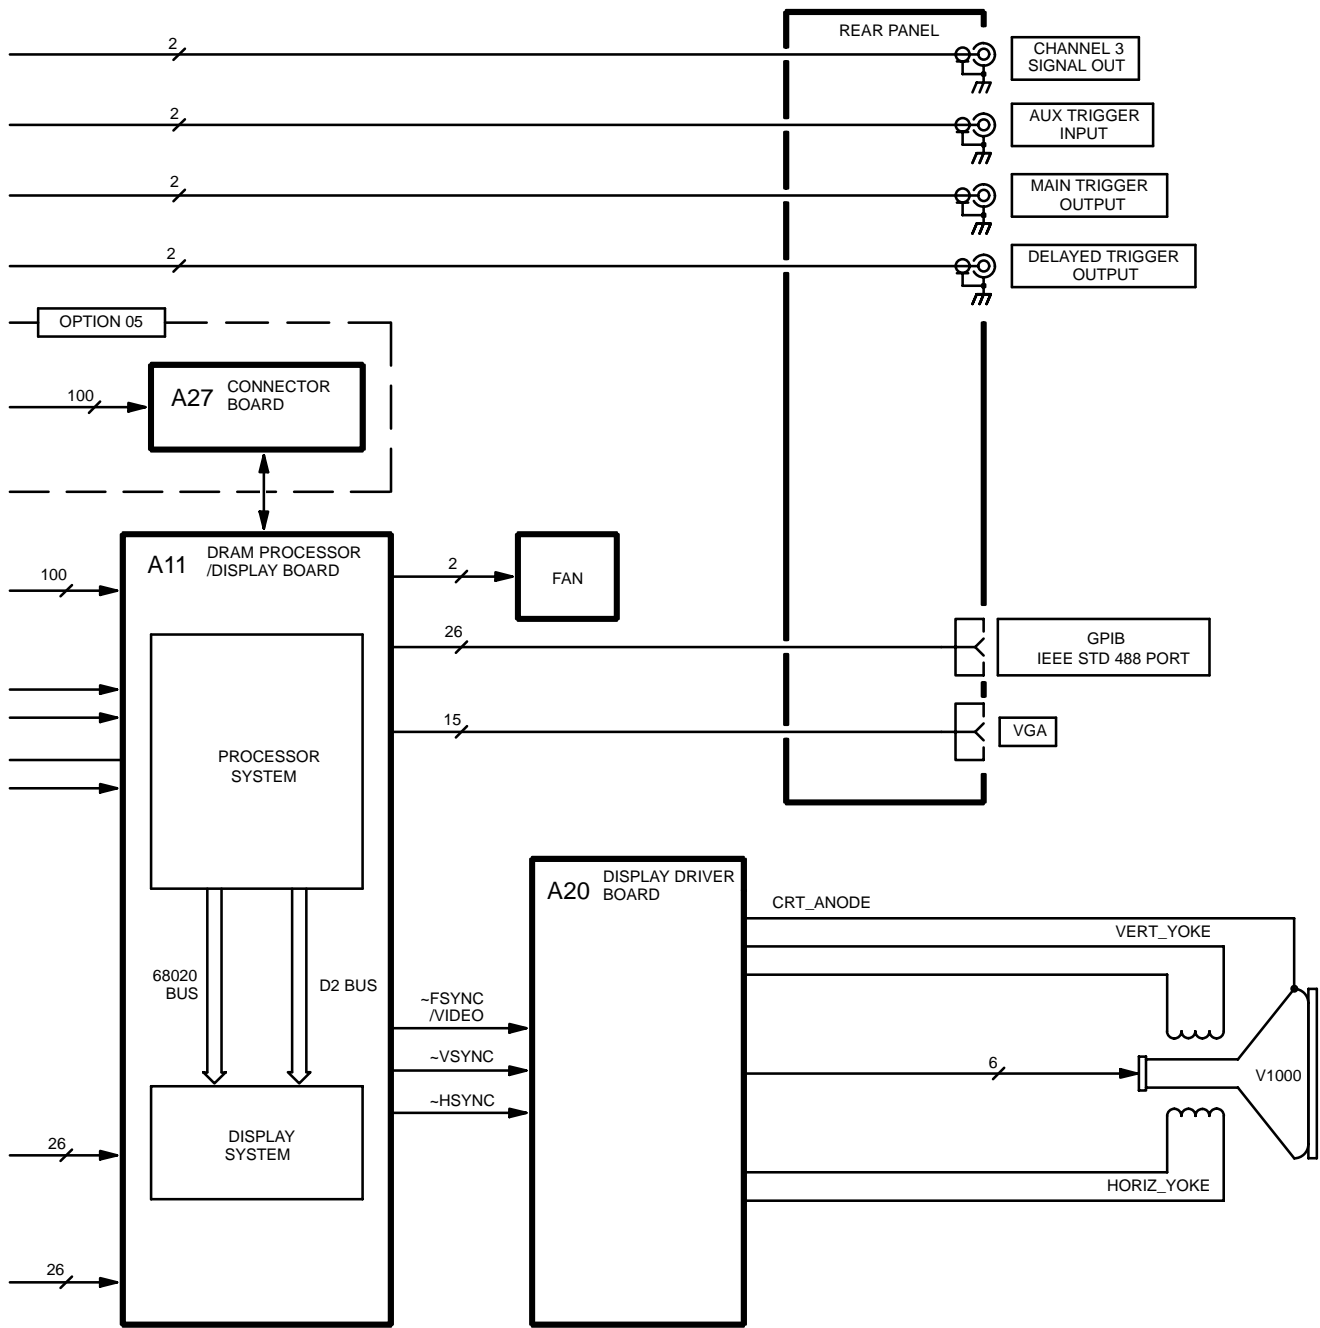 REAR PANEL
2
CHANNEL 3
SIGNAL OUT
2
AUX TRIGGER
INPUT
2
MAIN TRIGGER
OUTPUT
2
DELAYED TRIGGER
OUTPUT
OPTION 05
100
A27
CONNECTOR
BOARD
A11
DRAM PROCESSOR
/DISPLAY BOARD
100
2
FAN
26
GPIB
IEEE STD 488 PORT
15
VGA
PROCESSOR
SYSTEM
A20
DISPLAY DRIVER
BOARD
CRT_ANODE
VERT_YOKE
68020
BUS
D2 BUS
~FSYNC
/VIDEO
~VSYNC
6
V1000
~HSYNC
26
DISPLAY
SYSTEM
HORIZ_YOKE
26